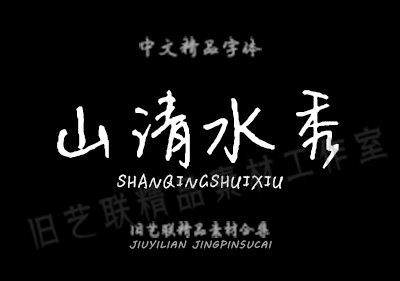 中文精品字体
山清水秀
SHANQINGSHUIXIU
旧艺联精品素材工作室
旧艺联精品素材合集
JIUYILIAN JINGPINSUCAI